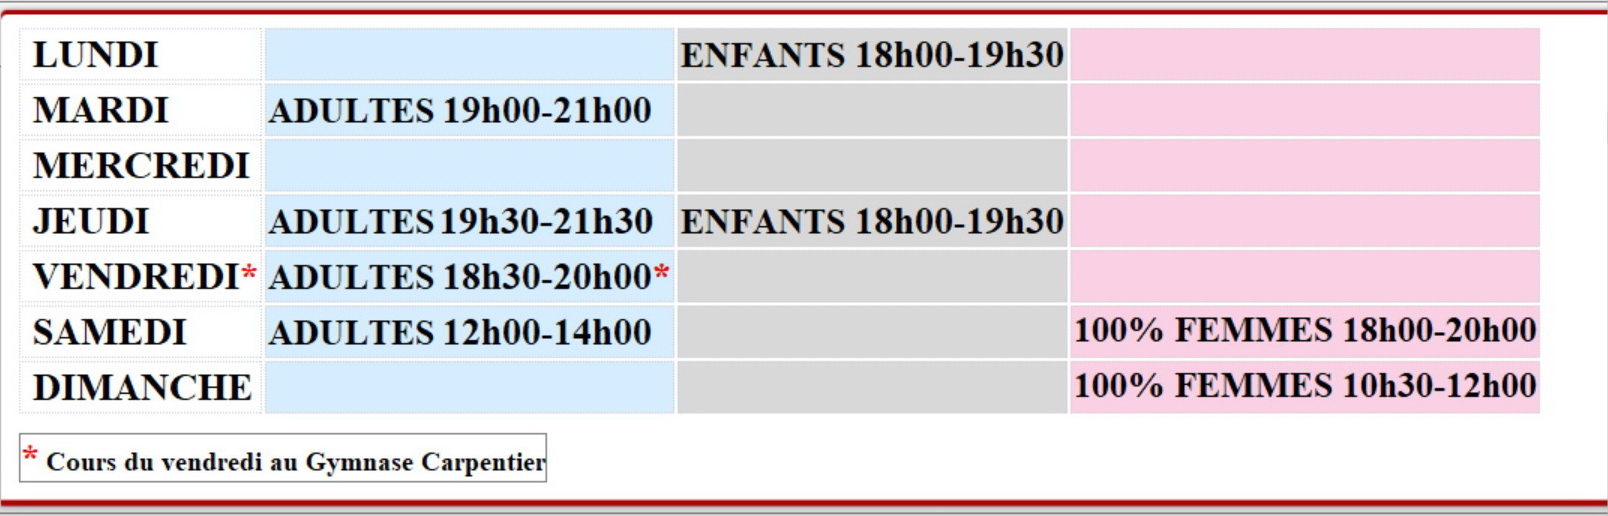 LUNDI ENFANTS 18h00-19h30
MARDI ADULTES 19h00-21h00
MERCREDI
JEUDI ADULTES 19h30-21h30 ENFANTS 18h00-19h30
VENDREDI* ADULTES 18h30-20h00*
SAMEDI ADULTES 12h00-14h00 100% FEMMES 18h00-20h00
DIMANCHE 100% FEMMES 10h30-12h00
* Cours du vendredi au Gymnase Carpentier